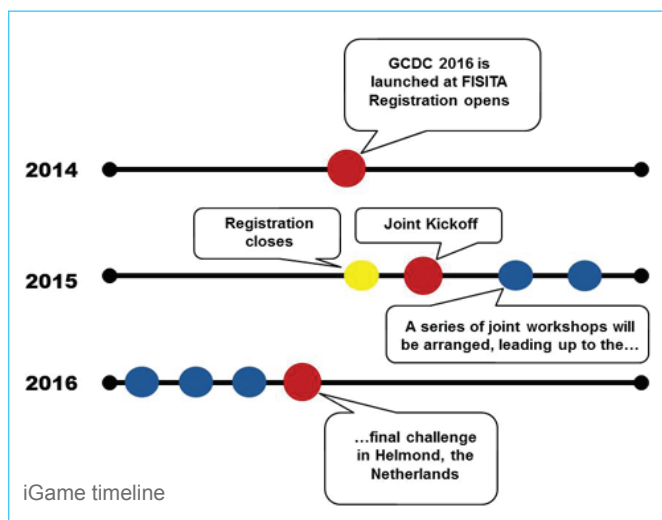 GCDC 2016 is
launched at FISITA
Registration opens
2014
Registration
closes
Joint Kickoff
2015
A series of joint workshops will
be arranged, leading up to the…
2016
…final challenge
in Helmond, the
Netherlands
iGame timeline